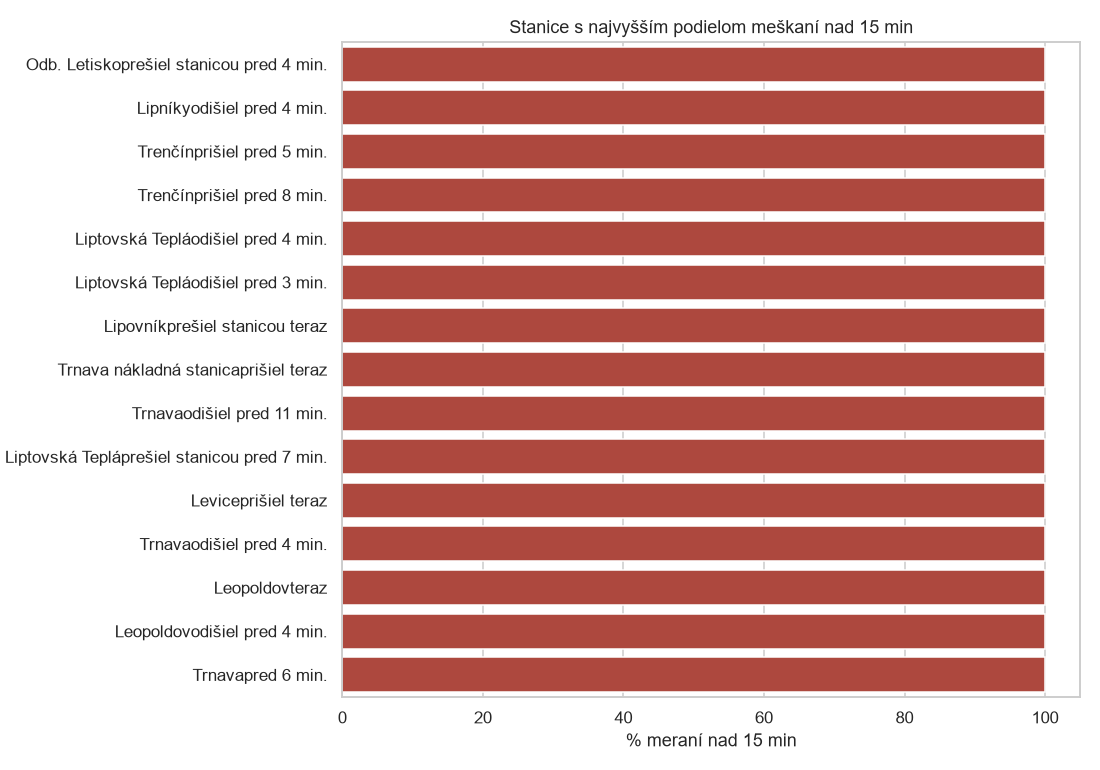 Stanice s najvyšším podielom meškaní nad 15 min
Odb. Letiskoprešiel stanicou pred 4 min.
Lipníkyodišiel pred 4 min.
Trenčínprišiel pred 5 min.
Trenčínprišiel pred 8 min.
Liptovská Tepláodišiel pred 4 min.
Liptovská Tepláodišiel pred 3 min.
Lipovníkprešiel stanicou teraz
Trnava nákladná stanicaprišiel teraz
Trnavaodišiel pred 11 min.
Liptovská Tepláprešiel stanicou pred 7 min.
Leviceprišiel teraz
Trnavaodišiel pred 4 min.
Leopoldovteraz
Leopoldovodišiel pred 4 min.
Trnavapred 6 min.
0 20 40 60 80 100
% meraní nad 15 min